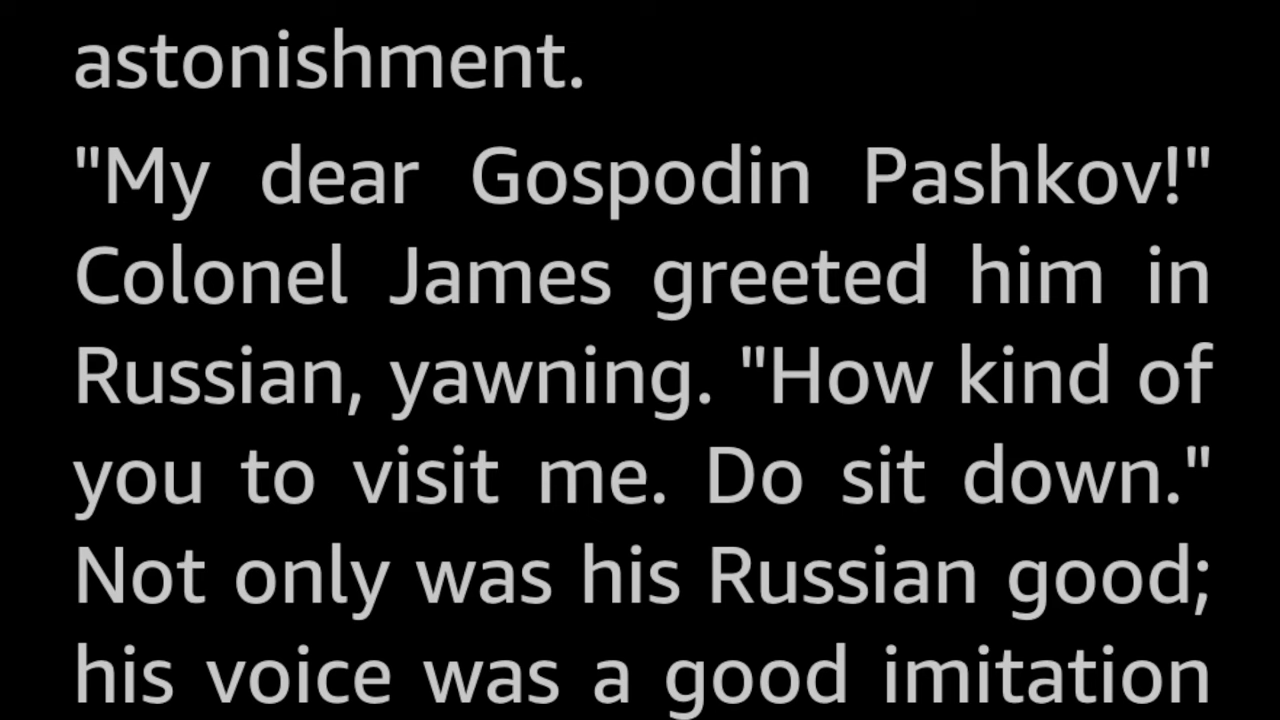 astonishment.
"My dear Gospodin Pashkov!"
Colonel James greeted him in
Russian, yawning. "How kind of
you to visit me. Do sit down."
Not only was his Russian good;
his voice was a good imitation